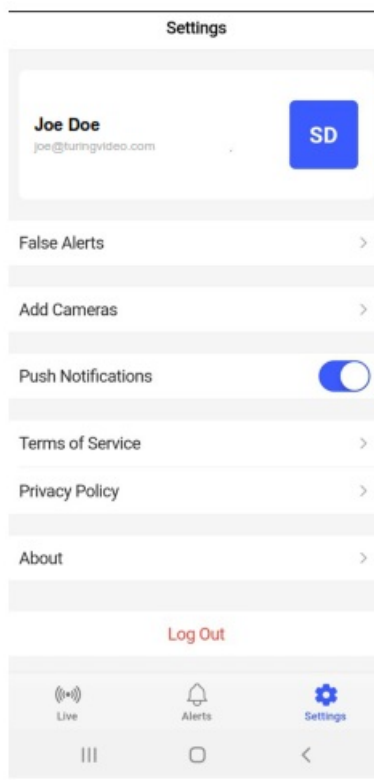 Settings
Joe Doe
SD
joe@turingvideo.com
False Alerts
Add Cameras
Push Notifications
Terms of Service
Privacy Policy
About
Log Out
Live
Alerts
Settings